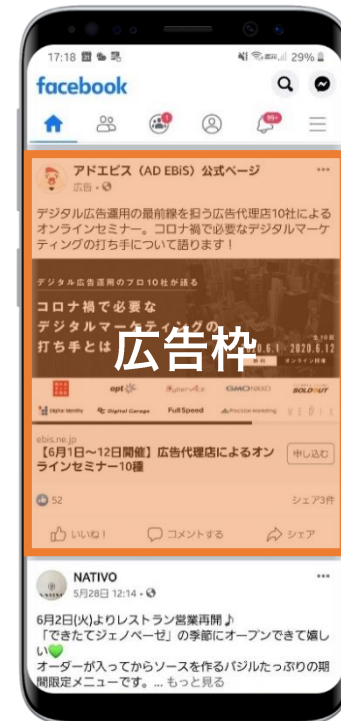 17:18
29%
facebook
99+
アドエビス（AD EBiS）公式ページ
広告・
デジタル広告運用の最前線を担う広告代理店10社による
オンラインセミナー。コロナ禍で必要なデジタルマーケ
ティングの打ち手について語ります！
デジタル広告運用のプロ10社が語る
コロナ禍で必要な
デジタルマーケティングの
打ち手とは
広告枠
2020.6.12
無料
オンライン開催
opt
GMO NIKKO
SOLDOUT
Digital Identity
Digital Garage
Full Speed
VEDIX
ebis.ne.jp
【6月1日〜12日開催】広告代理店によるオン
ラインセミナー10種
申し込む
52
シェア3件
いいね！
コメントする
シェア
NATIVO
5月28日 12:14・
6月2日(火)よりレストラン営業再開♪
「できたてジェノベーゼ」の季節にオープンできて嬉し
い💚
オーダーが入ってからソースを作るバジルたっぷりの期
間限定メニューです。... もっと見る